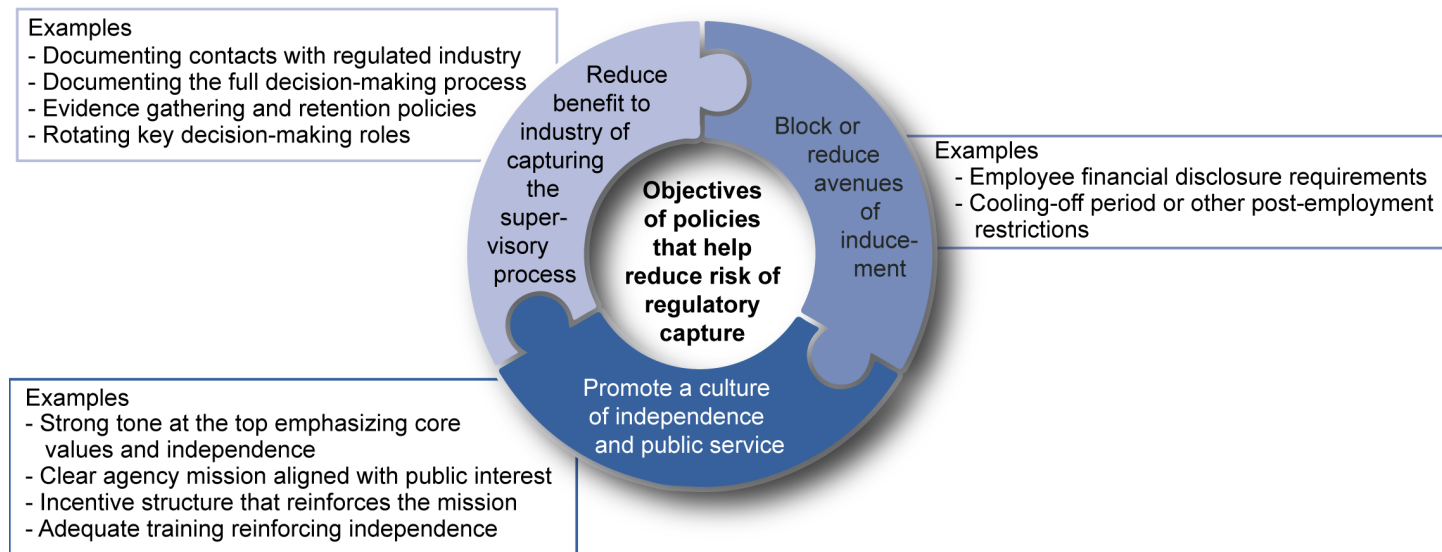 Examples
- Documenting contacts with regulated industry
- Documenting the full decision-making process
- Evidence gathering and retention policies
- Rotating key decision-making roles
Reduce
benefit to
industry of
capturing
the
super-
visory
process
Block or
reduce
avenues
of
induce-
ment
Examples
- Employee financial disclosure requirements
- Cooling-off period or other post-employment
restrictions
Objectives
of policies
that help
reduce risk of
regulatory
capture
Promote a culture
of independence
and public service
Examples
- Strong tone at the top emphasizing core
values and independence
- Clear agency mission aligned with public interest
- Incentive structure that reinforces the mission
- Adequate training reinforcing independence